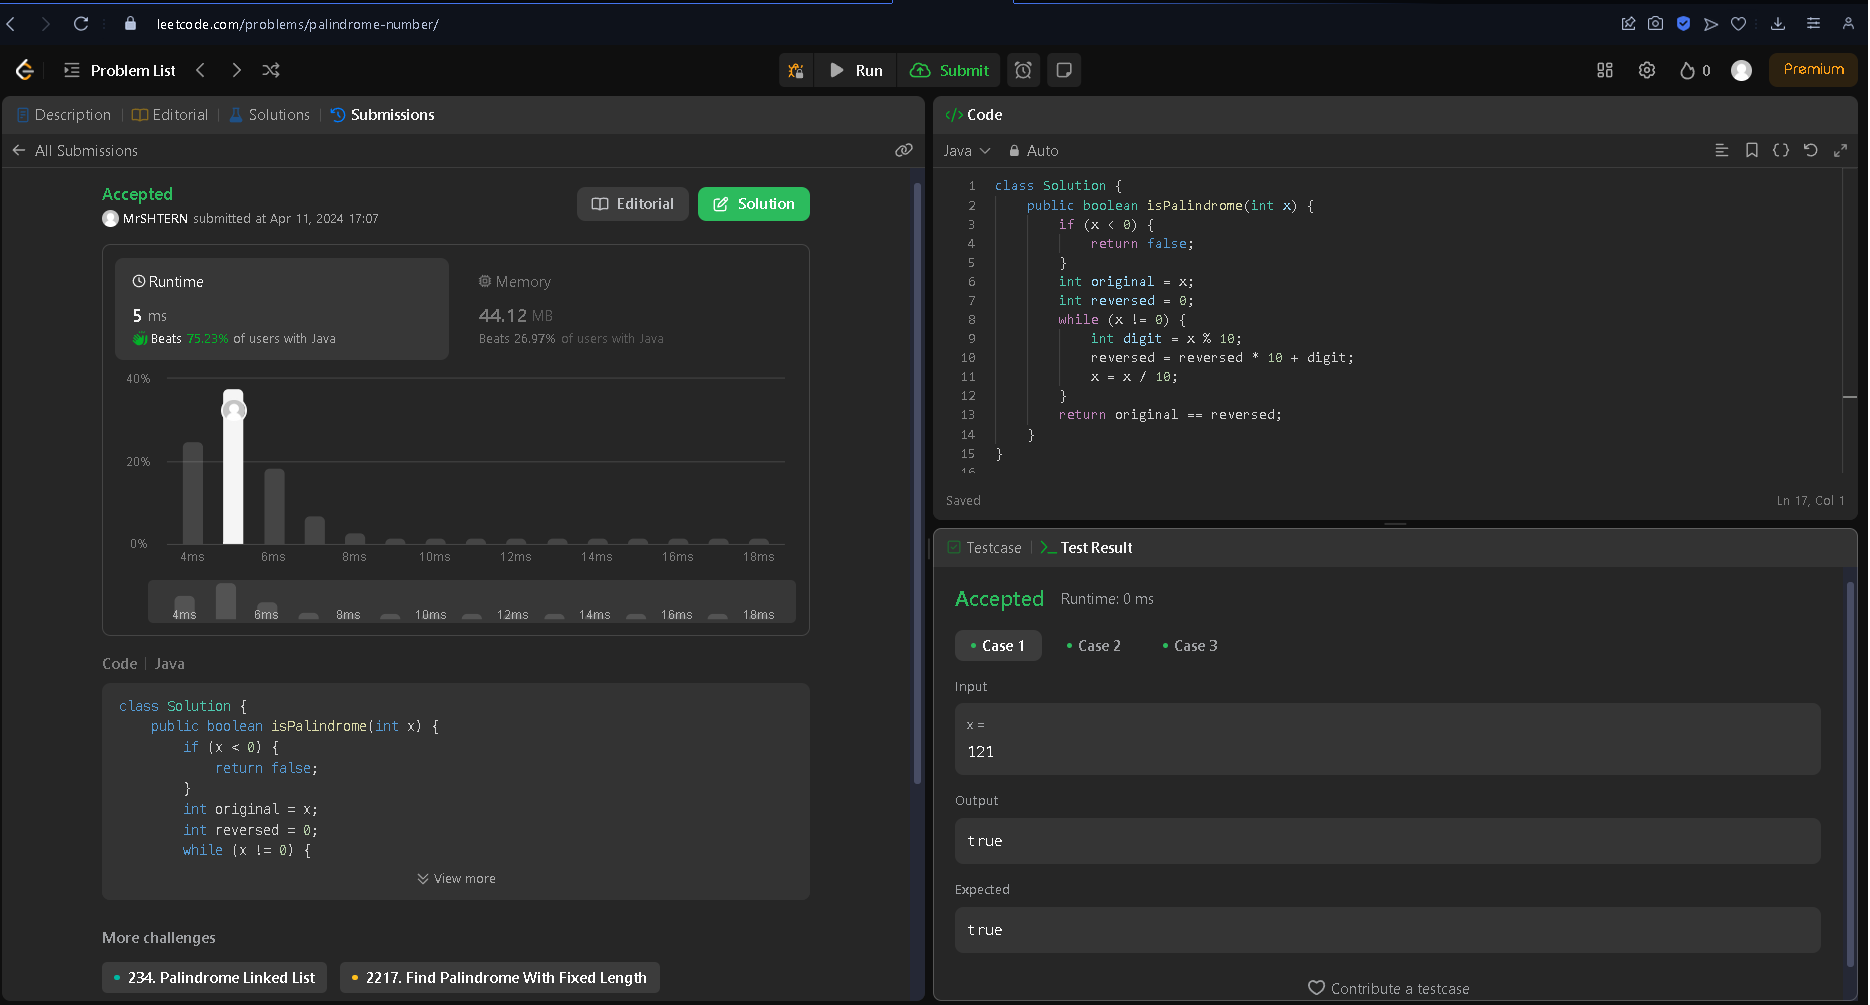 leetcode.com/problems/palindrome-number/
Problem List
Run
Submit
0
Premium
Description
Editorial
Solutions
Submissions
All Submissions
Accepted
MrSHTERN submitted at Apr 11, 2024 17:07
Editorial
Solution
Runtime
5 ms
Beats 75.23% of users with Java
Memory
44.12 MB
Beats 26.97% of users with Java
40%
20%
0%
4ms 6ms 8ms 10ms 12ms 14ms 16ms 18ms
4ms 6ms 8ms 10ms 12ms 14ms 16ms 18ms
Code | Java
class Solution {
    public boolean isPalindrome(int x) {
        if (x < 0) {
            return false;
        }
        int original = x;
        int reversed = 0;
        while (x != 0) {
View more
More challenges
234. Palindrome Linked List
2217. Find Palindrome With Fixed Length
</> Code
Java
Auto
1 class Solution {
2     public boolean isPalindrome(int x) {
3         if (x < 0) {
4             return false;
5         }
6         int original = x;
7         int reversed = 0;
8         while (x != 0) {
9             int digit = x % 10;
10             reversed = reversed * 10 + digit;
11             x = x / 10;
12         }
13         return original == reversed;
14     }
15 }
16
Saved
Ln 17, Col 1
Testcase
Test Result
Accepted Runtime: 0 ms
Case 1
Case 2
Case 3
Input
x =
121
Output
true
Expected
true
Contribute a testcase